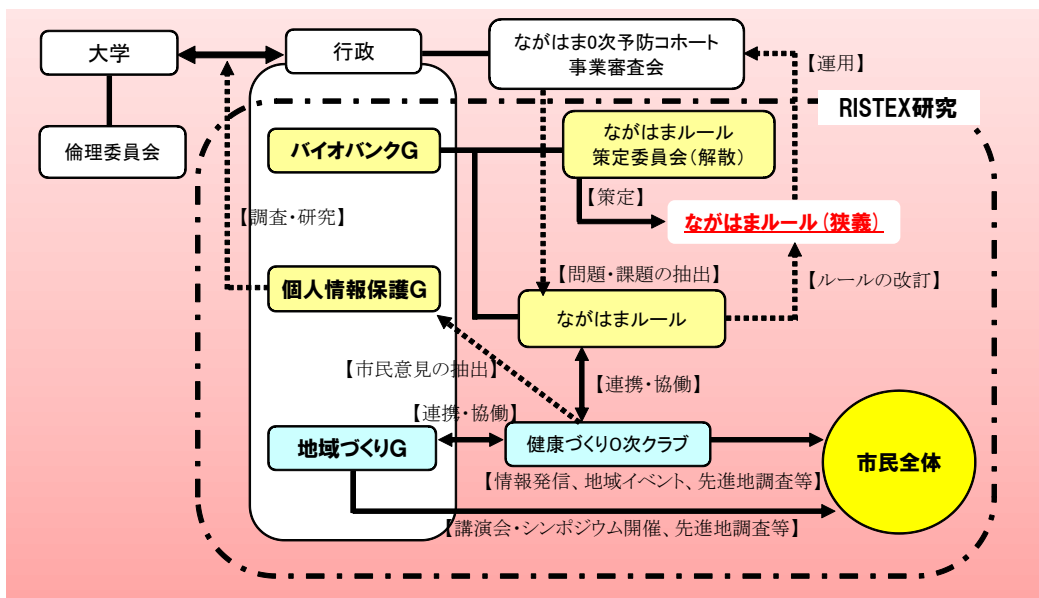 大学
行政
ながはま0次予防コホート
事業審査会
【運用】
RISTEX研究
倫理委員会
バイオバンクG
ながはまルール
策定委員会(解散)
【策定】
【調査・研究】
ながはまルール(狭義)
【問題・課題の抽出】
【ルールの改訂】
個人情報保護G
ながはまルール
【市民意見の抽出】
【連携・協働】
【連携・協働】
地域づくりG
健康づくり0次クラブ
市民全体
【情報発信、地域イベント、先進地調査等】
【講演会・シンポジウム開催、先進地調査等】